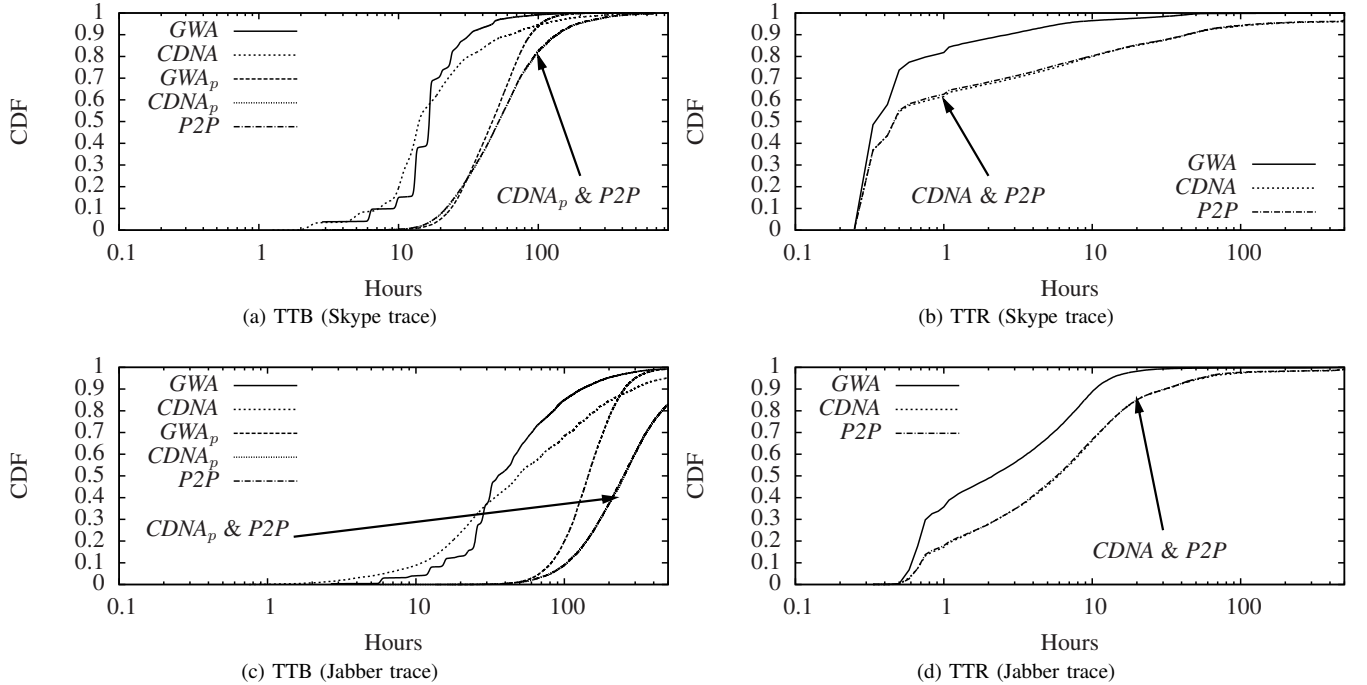 1
0.9
0.8
0.7
0.6
0.5
0.4
0.3
0.2
0.1
0
CDF
GWA
CDNA
GWAp
CDNAp
P2P
CDNAp & P2P
0.1 1 10 100
Hours
(a) TTB (Skype trace)
1
0.9
0.8
0.7
0.6
0.5
0.4
0.3
0.2
0.1
0
CDF
CDNA & P2P
GWA
CDNA
P2P
0.1 1 10 100
Hours
(b) TTR (Skype trace)
1
0.9
0.8
0.7
0.6
0.5
0.4
0.3
0.2
0.1
0
CDF
GWA
CDNA
GWAp
CDNAp
P2P
CDNAp & P2P
0.1 1 10 100
Hours
(c) TTB (Jabber trace)
1
0.9
0.8
0.7
0.6
0.5
0.4
0.3
0.2
0.1
0
CDF
GWA
CDNA
P2P
CDNA & P2P
0.1 1 10 100
Hours
(d) TTR (Jabber trace)